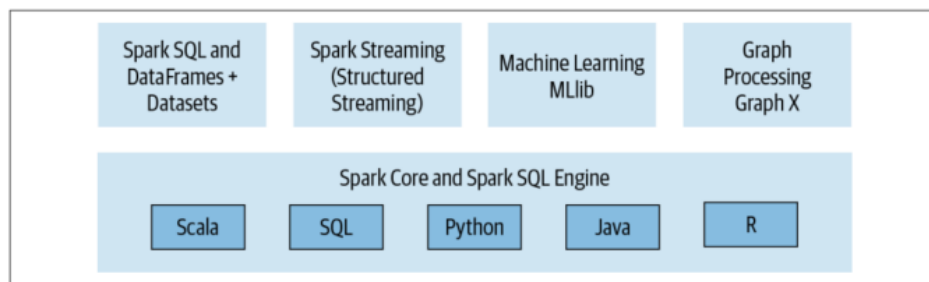 Spark SQL and
DataFrames +
Datasets
Spark Streaming
(Structured
Streaming)
Machine Learning
MLlib
Graph
Processing
Graph X
Spark Core and Spark SQL Engine
Scala
SQL
Python
Java
R